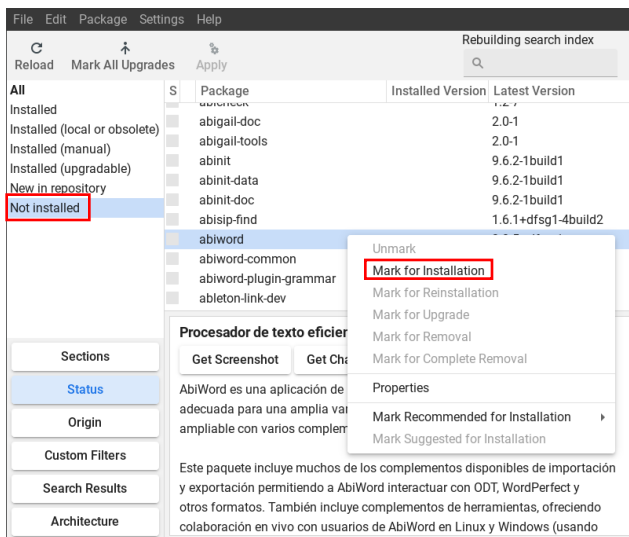 File Edit Package Settings Help
Rebuilding search index
Reload Mark All Upgrades Apply
All
Installed
Installed (local or obsolete)
Installed (manual)
Installed (upgradable)
New in repository
Not installed
Sections
Status
Origin
Custom Filters
Search Results
Architecture
S Package Installed Version Latest Version
abicheck 1.2-7
abigail-doc 2.0-1
abigail-tools 2.0-1
abinit 9.6.2-1build1
abinit-data 9.6.2-1build1
abinit-doc 9.6.2-1build1
abisip-find 1.6.1+dfsg1-4build2
abiword
abiword-common
abiword-plugin-grammar
ableton-link-dev
Unmark
Mark for Installation
Mark for Reinstallation
Mark for Upgrade
Mark for Removal
Mark for Complete Removal
Properties
Mark Recommended for Installation
Mark Suggested for Installation
Procesador de texto eficien
Get Screenshot Get Cha
AbiWord es una aplicación de
adecuada para una amplia var
ampliable con varios complem
Este paquete incluye muchos de los complementos disponibles de importación
y exportación permitiendo a AbiWord interactuar con ODT, WordPerfect y
otros formatos. También incluye complementos de herramientas, ofreciendo
colaboración en vivo con usuarios de AbiWord en Linux y Windows (usando